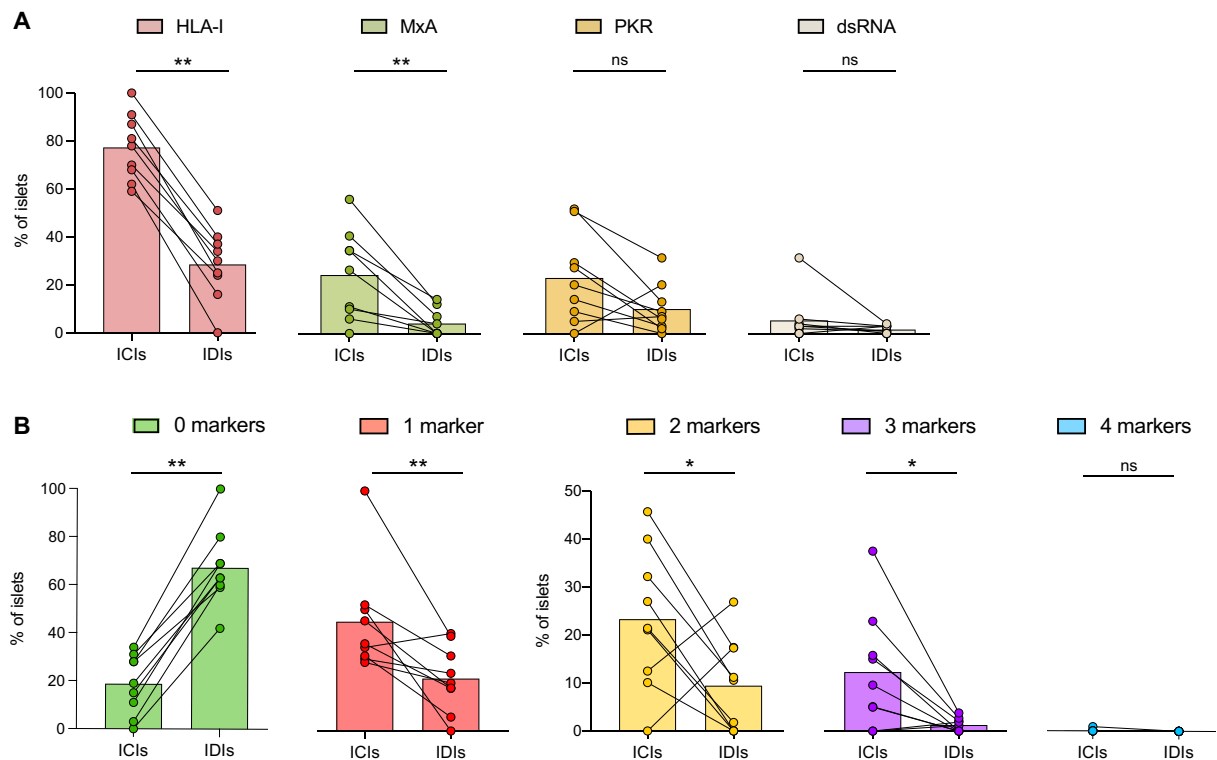 A
HLA-I MxA PKR dsRNA
** ** ns ns
% of islets
100
80
60
40
20
0
ICIs IDIs ICIs IDIs ICIs IDIs ICIs IDIs
B
0 markers 1 marker 2 markers 3 markers 4 markers
** ** * * ns
% of islets
100
80
60
40
20
0
% of islets
50
40
30
20
10
0
ICIs IDIs ICIs IDIs ICIs IDIs ICIs IDIs ICIs IDIs